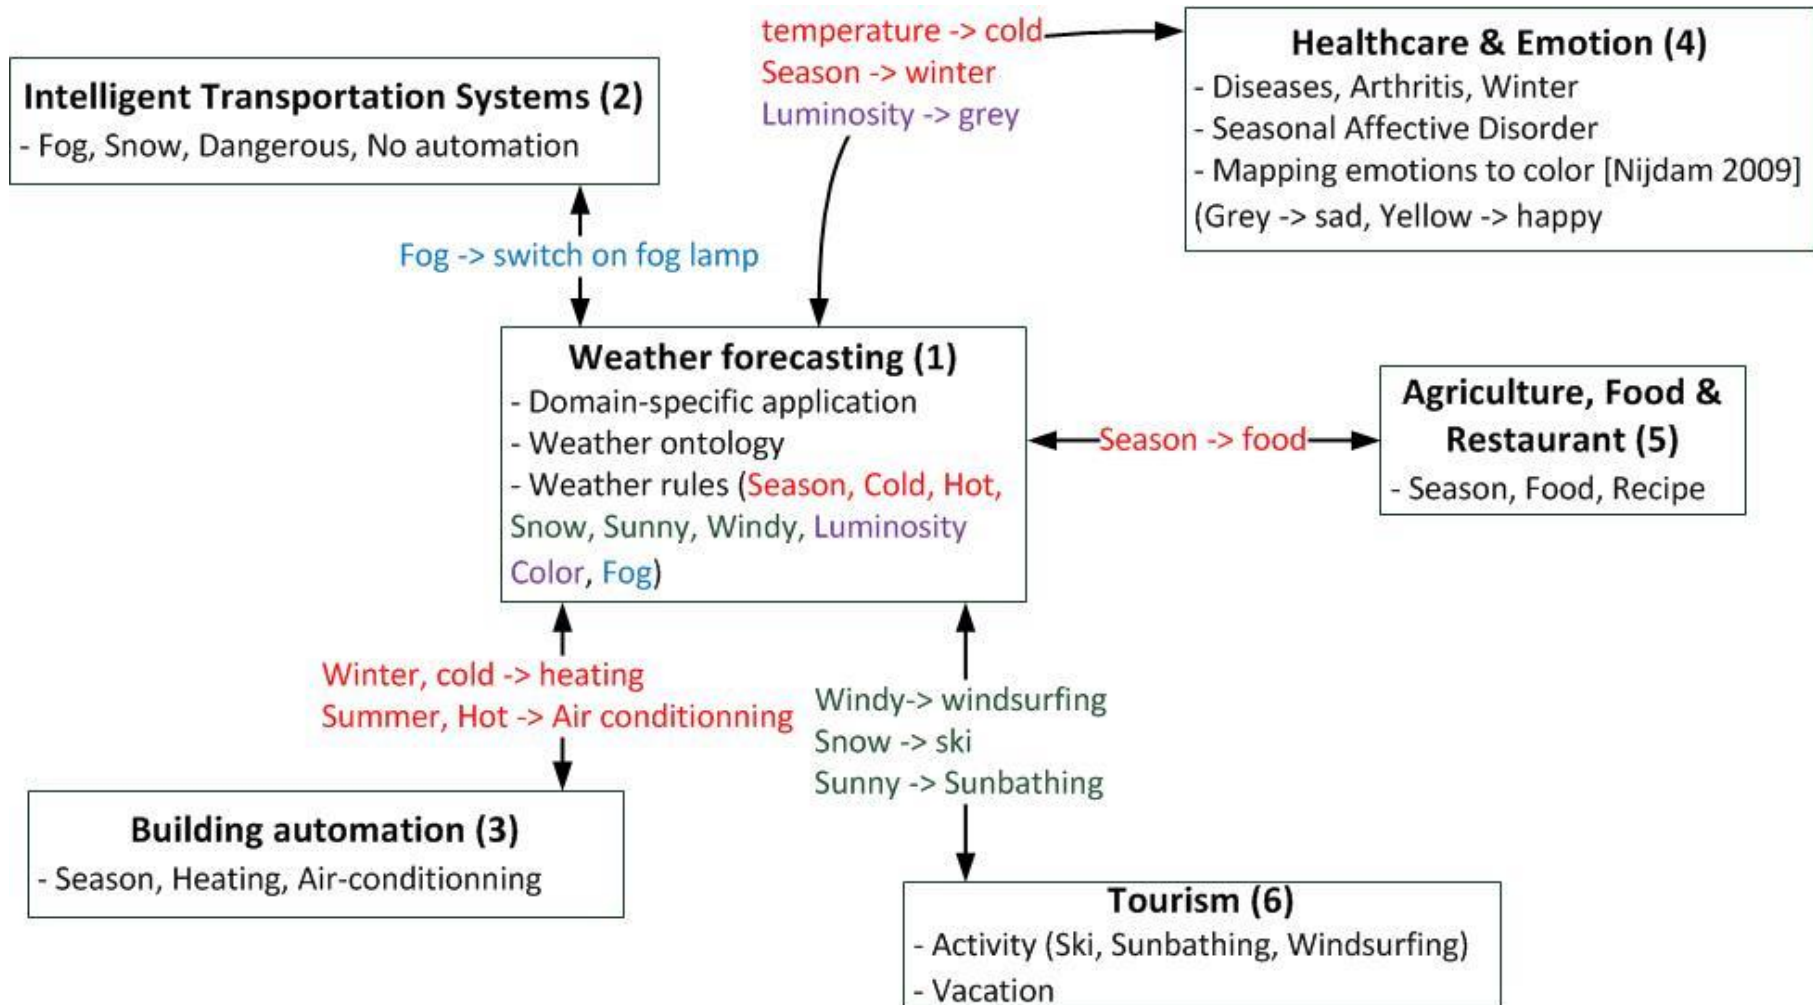 temperature -> cold
Season -> winter
Luminosity -> grey
Healthcare & Emotion (4)
- Diseases, Arthritis, Winter
- Seasonal Affective Disorder
- Mapping emotions to color [Nijdam 2009]
(Grey -> sad, Yellow -> happy
Intelligent Transportation Systems (2)
- Fog, Snow, Dangerous, No automation
Fog -> switch on fog lamp
Weather forecasting (1)
- Domain-specific application
- Weather ontology
- Weather rules (Season, Cold, Hot,
Snow, Sunny, Windy, Luminosity
Color, Fog)
Season -> food
Agriculture, Food &
Restaurant (5)
- Season, Food, Recipe
Winter, cold -> heating
Summer, Hot -> Air conditionning
Windy-> windsurfing
Snow -> ski
Sunny -> Sunbathing
Building automation (3)
- Season, Heating, Air-conditionning
Tourism (6)
- Activity (Ski, Sunbathing, Windsurfing)
- Vacation